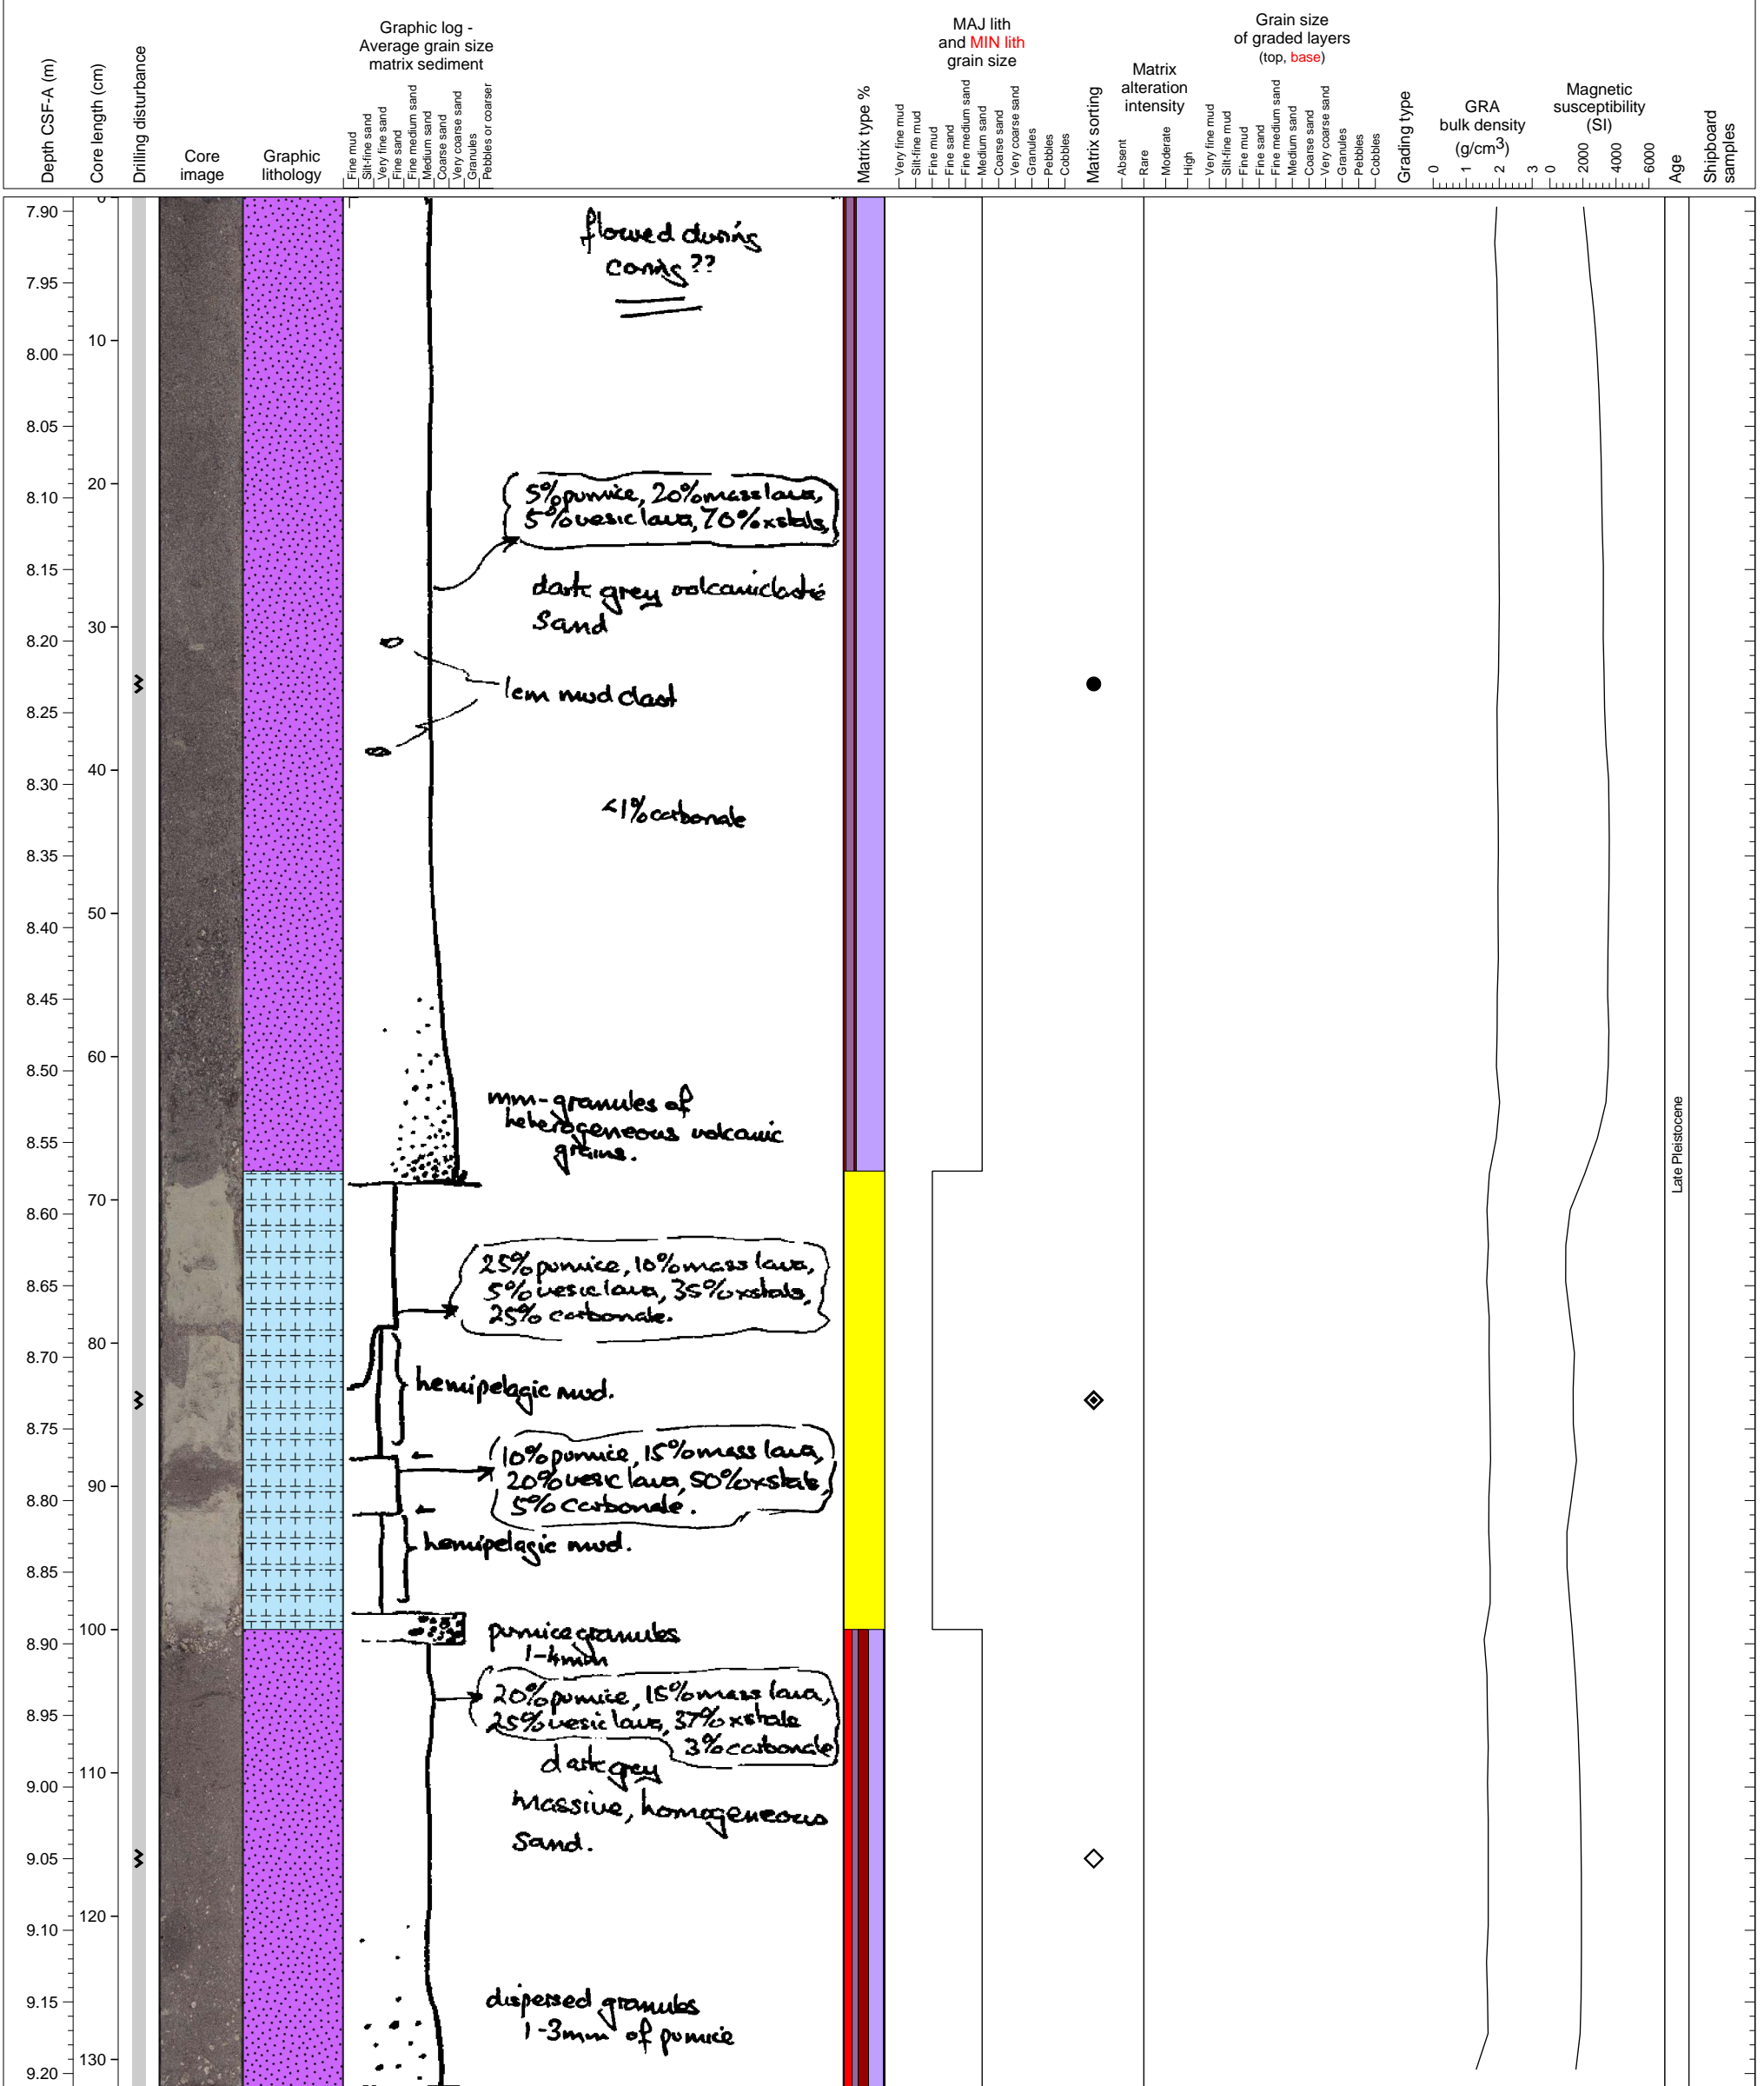 Depth CSF-A (m)
Core length (cm)
Drilling disturbance
Core
image
Graphic
lithology
Graphic log -
Average grain size
matrix sediment
Fine mud
Silt-fine sand
Very fine sand
Fine sand
Fine medium sand
Medium sand
Coarse sand
Very coarse sand
Granules
Pebbles or coarser
Matrix type %
MAJ lith
and MIN lith
grain size
Very fine mud
Silt-fine mud
Fine mud
Fine sand
Fine medium sand
Medium sand
Coarse sand
Very coarse sand
Granules
Pebbles
Cobbles
Matrix sorting
Matrix
alteration
intensity
Absent
Rare
Moderate
High
Grain size
of graded layers
(top, base)
Very fine mud
Silt-fine mud
Fine mud
Fine sand
Fine medium sand
Medium sand
Coarse sand
Very coarse sand
Granules
Pebbles
Cobbles
Grading type
GRA
bulk density
(g/cm3)
0 1 2 3
Magnetic
susceptibility
(SI)
0 2000 4000 6000
Age
Shipboard
samples
7.90
7.95
8.00
8.05
8.10
8.15
8.20
8.25
8.30
8.35
8.40
8.45
8.50
8.55
8.60
8.65
8.70
8.75
8.80
8.85
8.90
8.95
9.00
9.05
9.10
9.15
9.20
0
10
20
30
40
50
60
70
80
90
100
110
120
130
flowed during
coring??
5% pumice, 20% mass lava,
5% vesic lava, 70% xstals,
dark grey volcaniclastic
Sand
1cm mud clast
<1% carbonate
mm-granules of
heterogeneous volcanic
grains.
25% pumice, 10% mass lava,
5% vesic lava, 35% xstals,
25% carbonate.
hemipelagic mud.
10% pumice, 15% mass lava,
20% vesic lava, 50% xstals,
5% carbonate.
hemipelagic mud.
pumice granules
1-4mm
20% pumice, 15% mass lava,
25% vesic lava, 37% xstals
3% carbonate
dark grey
Massive, homogeneous
Sand.
dispersed granules
1-3mm of pumice
Late Pleistocene